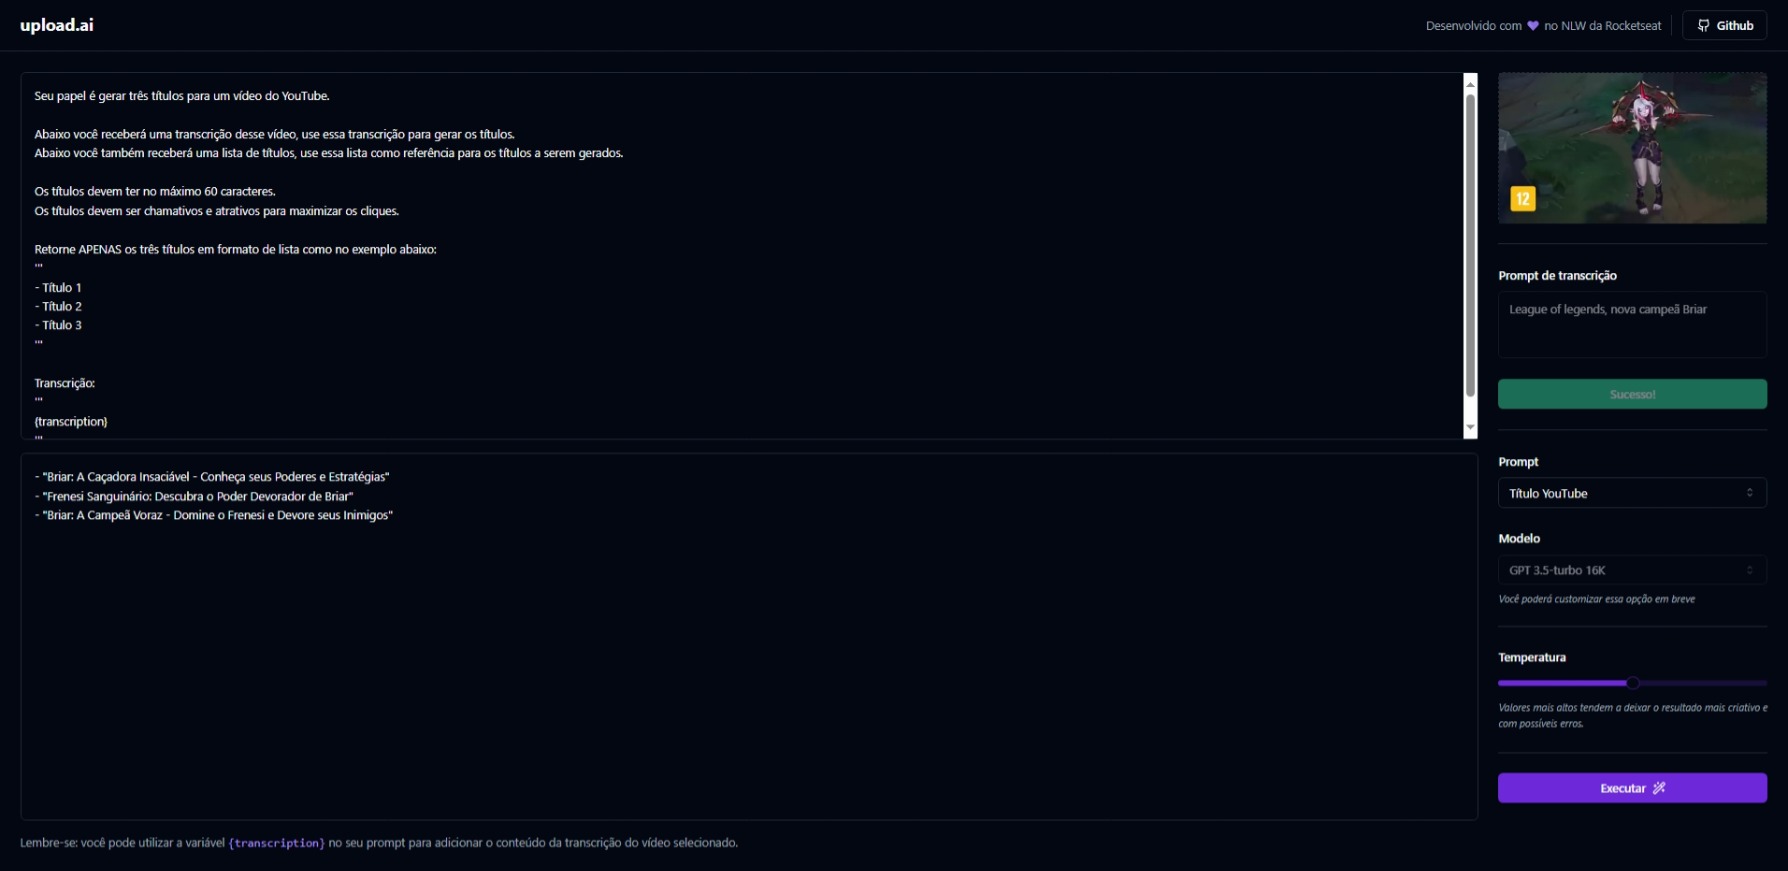 upload.ai
Desenvolvido com 💜 no NLW da Rocketseat
Github
Seu papel é gerar três títulos para um vídeo do YouTube.
Abaixo você receberá uma transcrição desse vídeo, use essa transcrição para gerar os títulos.
Abaixo você também receberá uma lista de títulos, use essa lista como referência para os títulos a serem gerados.
Os títulos devem ter no máximo 60 caracteres.
Os títulos devem ser chamativos e atrativos para maximizar os cliques.
Retorne APENAS os três títulos em formato de lista como no exemplo abaixo:
'''
- Título 1
- Título 2
- Título 3
'''
Transcrição:
'''
{transcription}
'''
- "Briar: A Caçadora Insaciável - Conheça seus Poderes e Estratégias"
- "Frenesi Sanguinário: Descubra o Poder Devorador de Briar"
- "Briar: A Campeã Voraz - Domine o Frenesi e Devore seus Inimigos"
Lembre-se: você pode utilizar a variável {transcription} no seu prompt para adicionar o conteúdo da transcrição do vídeo selecionado.
12
Prompt de transcrição
League of legends, nova campeã Briar
Sucesso!
Prompt
Título YouTube
Modelo
GPT 3.5-turbo 16K
Você poderá customizar essa opção em breve
Temperatura
Valores mais altos tendem a deixar o resultado mais criativo e
com possíveis erros.
Executar